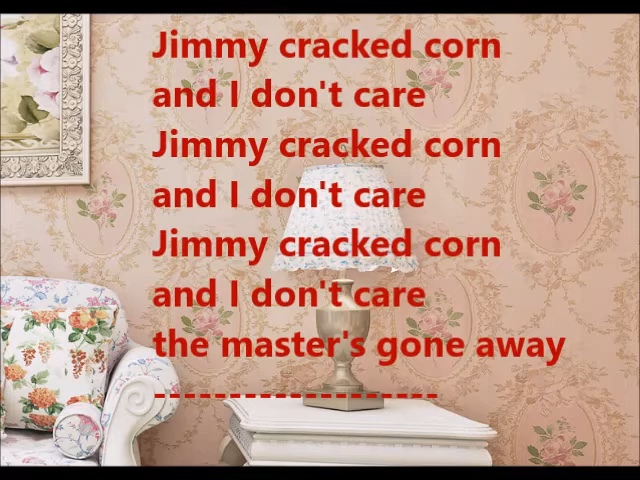 Jimmy cracked corn
and I don't care
Jimmy cracked corn
and I don't care
Jimmy cracked corn
and I don't care
the master's gone away
-------------------